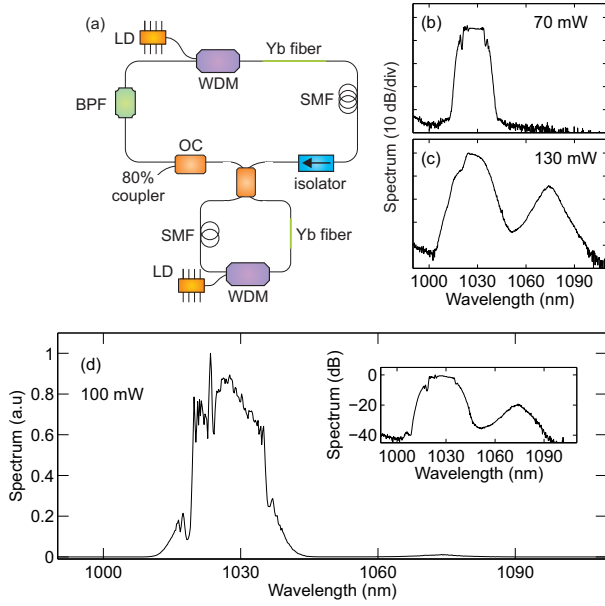 (a)
LD
WDM
Yb fiber
SMF
BPF
OC
80%
coupler
isolator
SMF
Yb fiber
LD
WDM
(b)
70 mW
(c)
130 mW
Spectrum (10 dB/div)
1000 1030 1060 1090
Wavelength (nm)
(d)
100 mW
Spectrum (a.u)
1
0.8
0.6
0.4
0.2
0
1000 1030 1060 1090
Wavelength (nm)
Spectrum (dB)
0
−20
−40
1000 1030 1060 1090
Wavelength (nm)